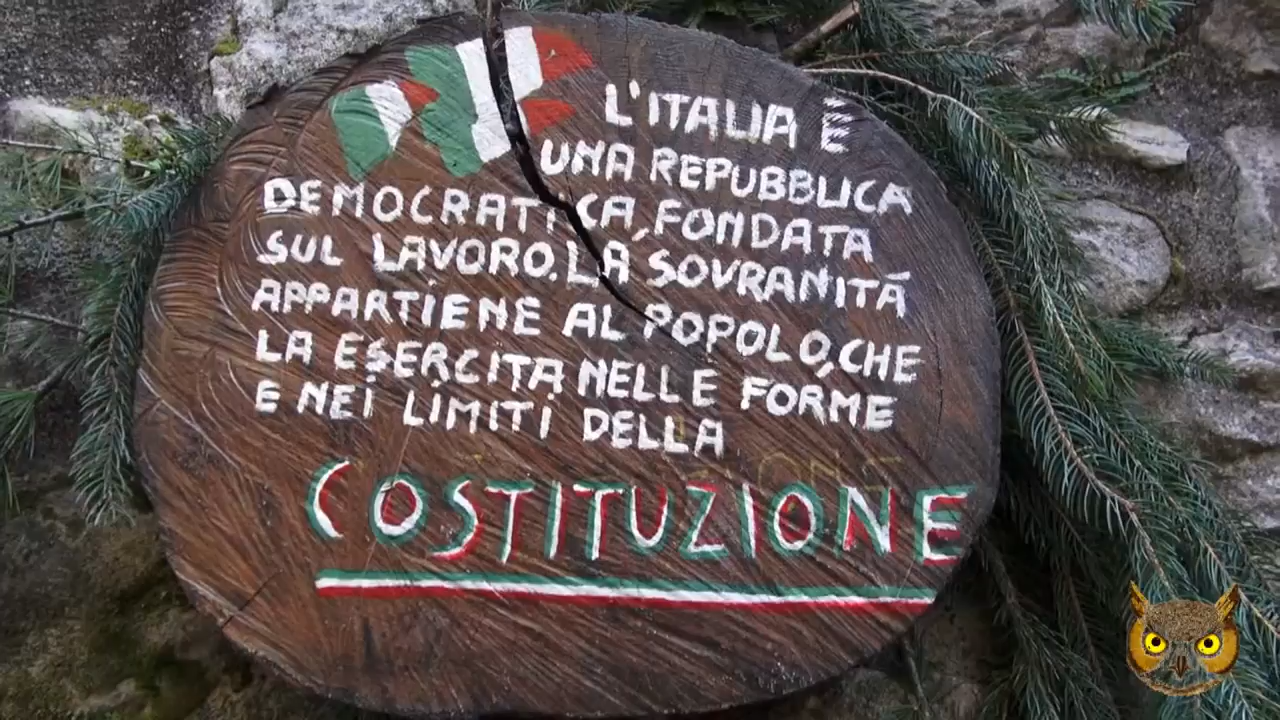 L'ITALIA È
UNA REPUBBLICA
DEMOCRATICA, FONDATA
SUL LAVORO. LA SOVRANITÁ
APPARTIENE AL POPOLO, CHE
LA ESERCITA NELLE FORME
E NEI LIMITI DELLA
COSTITUZIONE